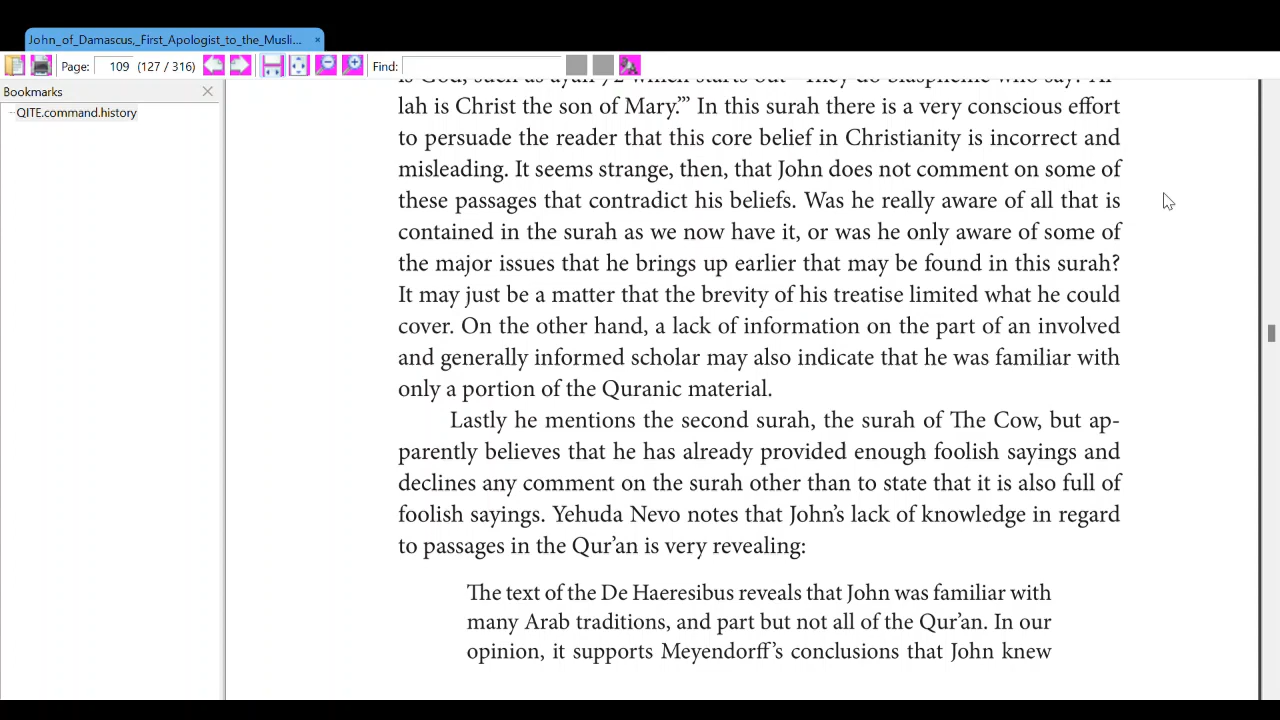 John_of_Damascus,_First_Apologist_to_the_Musli... ×
Page: 109 (127 / 316) Find:
Bookmarks
QITE.command.history
lah is Christ the son of Mary.’” In this surah there is a very conscious effort
to persuade the reader that this core belief in Christianity is incorrect and
misleading. It seems strange, then, that John does not comment on some of
these passages that contradict his beliefs. Was he really aware of all that is
contained in the surah as we now have it, or was he only aware of some of
the major issues that he brings up earlier that may be found in this surah?
It may just be a matter that the brevity of his treatise limited what he could
cover. On the other hand, a lack of information on the part of an involved
and generally informed scholar may also indicate that he was familiar with
only a portion of the Quranic material.
Lastly he mentions the second surah, the surah of The Cow, but ap-
parently believes that he has already provided enough foolish sayings and
declines any comment on the surah other than to state that it is also full of
foolish sayings. Yehuda Nevo notes that John’s lack of knowledge in regard
to passages in the Qur’an is very revealing:
The text of the De Haeresibus reveals that John was familiar with
many Arab traditions, and part but not all of the Qur’an. In our
opinion, it supports Meyendorff’s conclusions that John knew